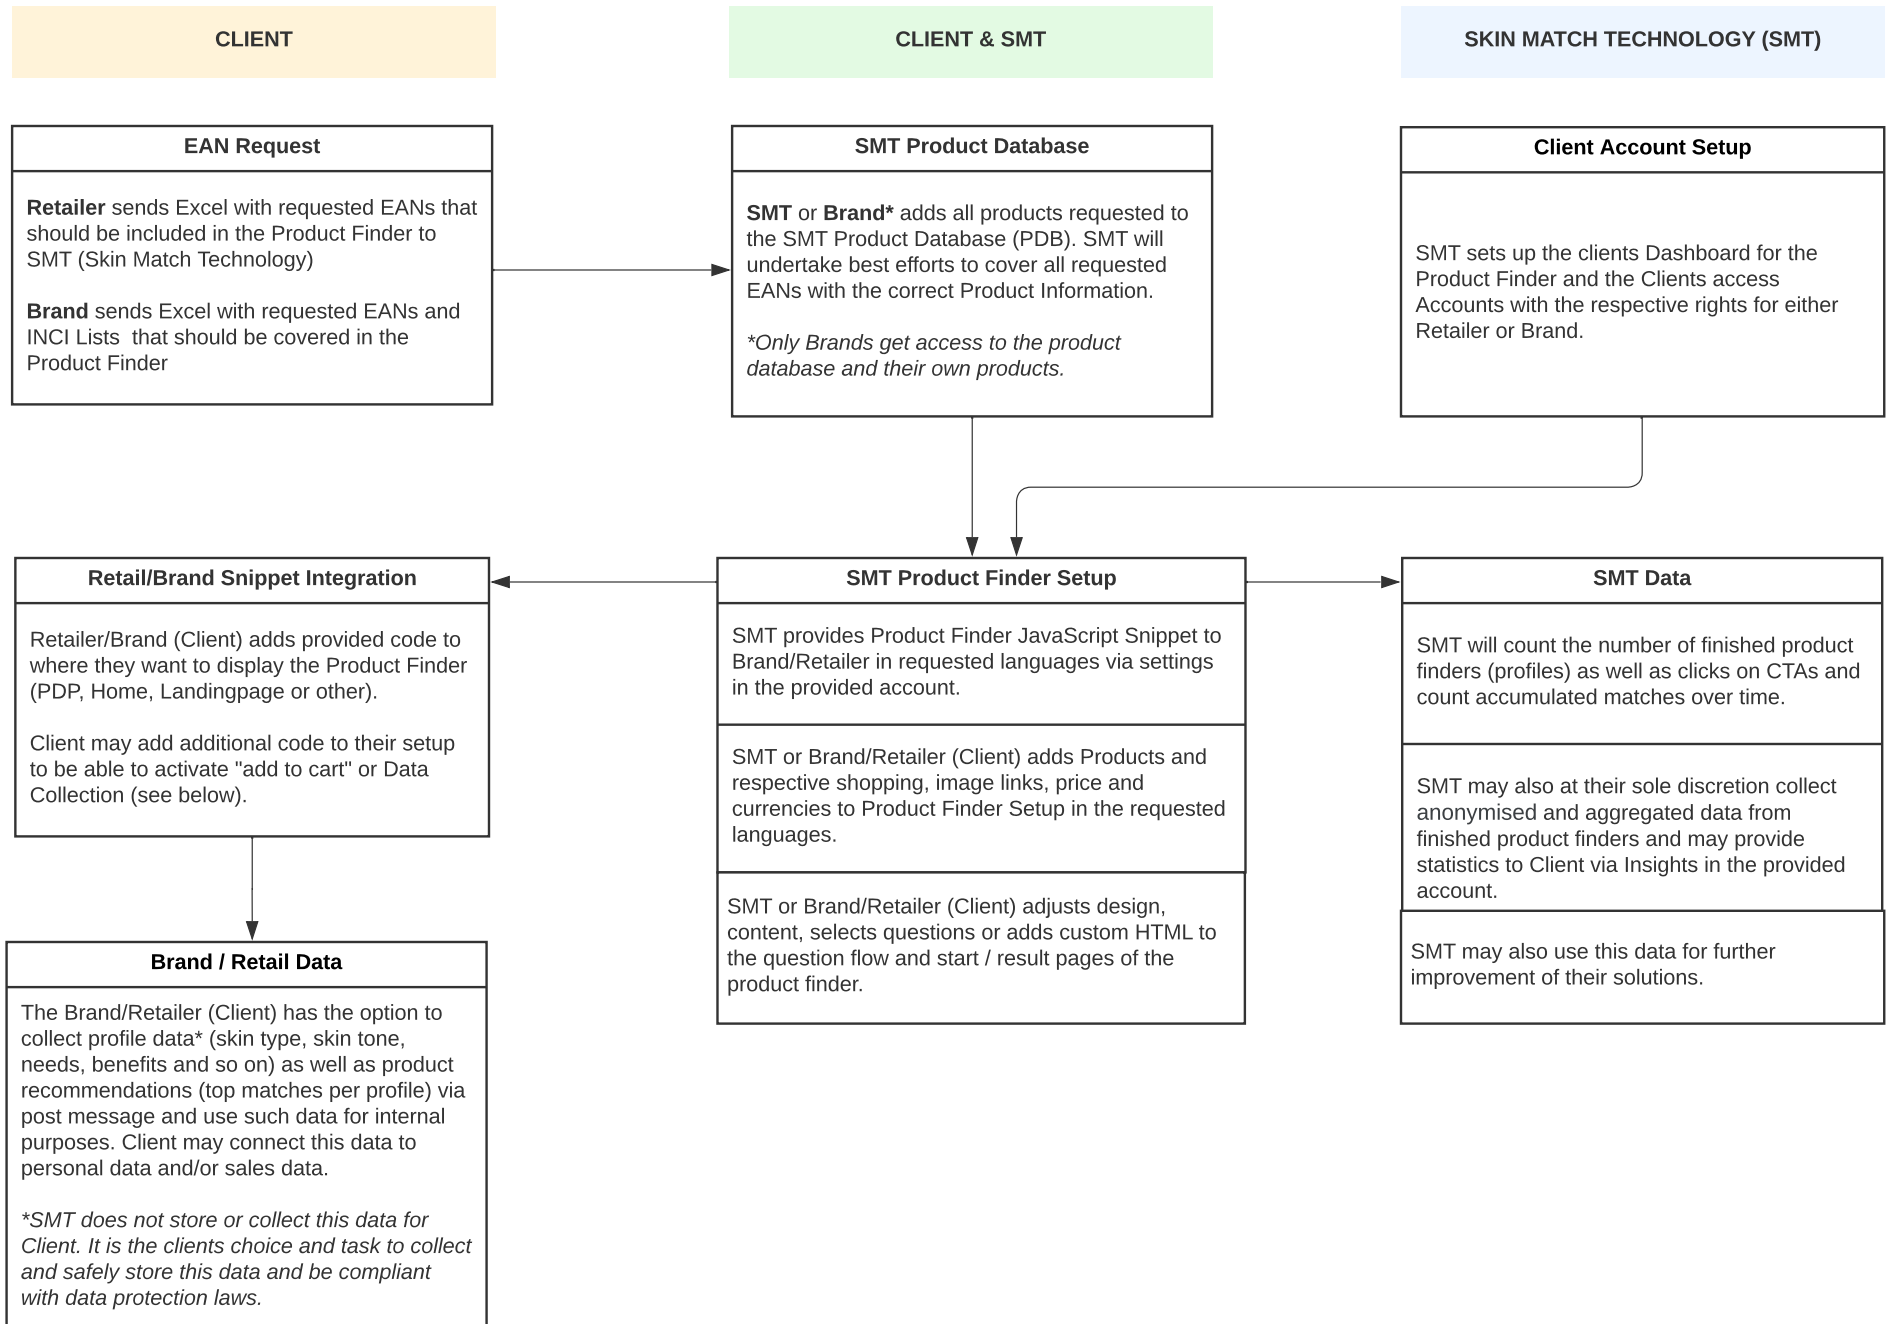 CLIENT
CLIENT & SMT
SKIN MATCH TECHNOLOGY (SMT)
EAN Request
Retailer sends Excel with requested EANs that
should be included in the Product Finder to
SMT (Skin Match Technology)
Brand sends Excel with requested EANs and
INCI Lists  that should be covered in the
Product Finder
SMT Product Database
SMT or Brand* adds all products requested to
the SMT Product Database (PDB). SMT will
undertake best efforts to cover all requested
EANs with the correct Product Information.
*Only Brands get access to the product
database and their own products.
Client Account Setup
SMT sets up the clients Dashboard for the
Product Finder and the Clients access
Accounts with the respective rights for either
Retailer or Brand.
Retail/Brand Snippet Integration
Retailer/Brand (Client) adds provided code to
where they want to display the Product Finder
(PDP, Home, Landingpage or other).
Client may add additional code to their setup
to be able to activate "add to cart" or Data
Collection (see below).
SMT Product Finder Setup
SMT provides Product Finder JavaScript Snippet to
Brand/Retailer in requested languages via settings
in the provided account.
SMT or Brand/Retailer (Client) adds Products and
respective shopping, image links, price and
currencies to Product Finder Setup in the requested
languages.
SMT or Brand/Retailer (Client) adjusts design,
content, selects questions or adds custom HTML to
the question flow and start / result pages of the
product finder.
SMT Data
SMT will count the number of finished product
finders (profiles) as well as clicks on CTAs and
count accumulated matches over time.
SMT may also at their sole discretion collect
anonymised and aggregated data from
finished product finders and may provide
statistics to Client via Insights in the provided
account.
SMT may also use this data for further
improvement of their solutions.
Brand / Retail Data
The Brand/Retailer (Client) has the option to
collect profile data* (skin type, skin tone,
needs, benefits and so on) as well as product
recommendations (top matches per profile) via
post message and use such data for internal
purposes. Client may connect this data to
personal data and/or sales data.
*SMT does not store or collect this data for
Client. It is the clients choice and task to collect
and safely store this data and be compliant
with data protection laws.